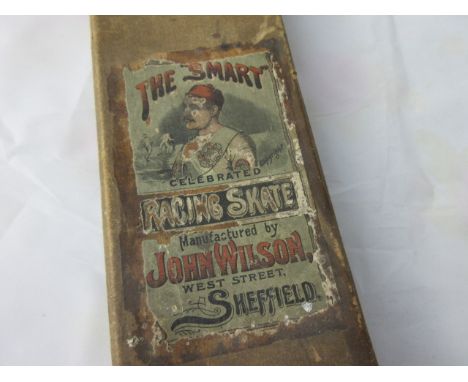 THE "SMART"
CELEBRATED
RACING SKATE
Manufactured by
JOHN WILSON,
WEST STREET,
SHEFFIELD.